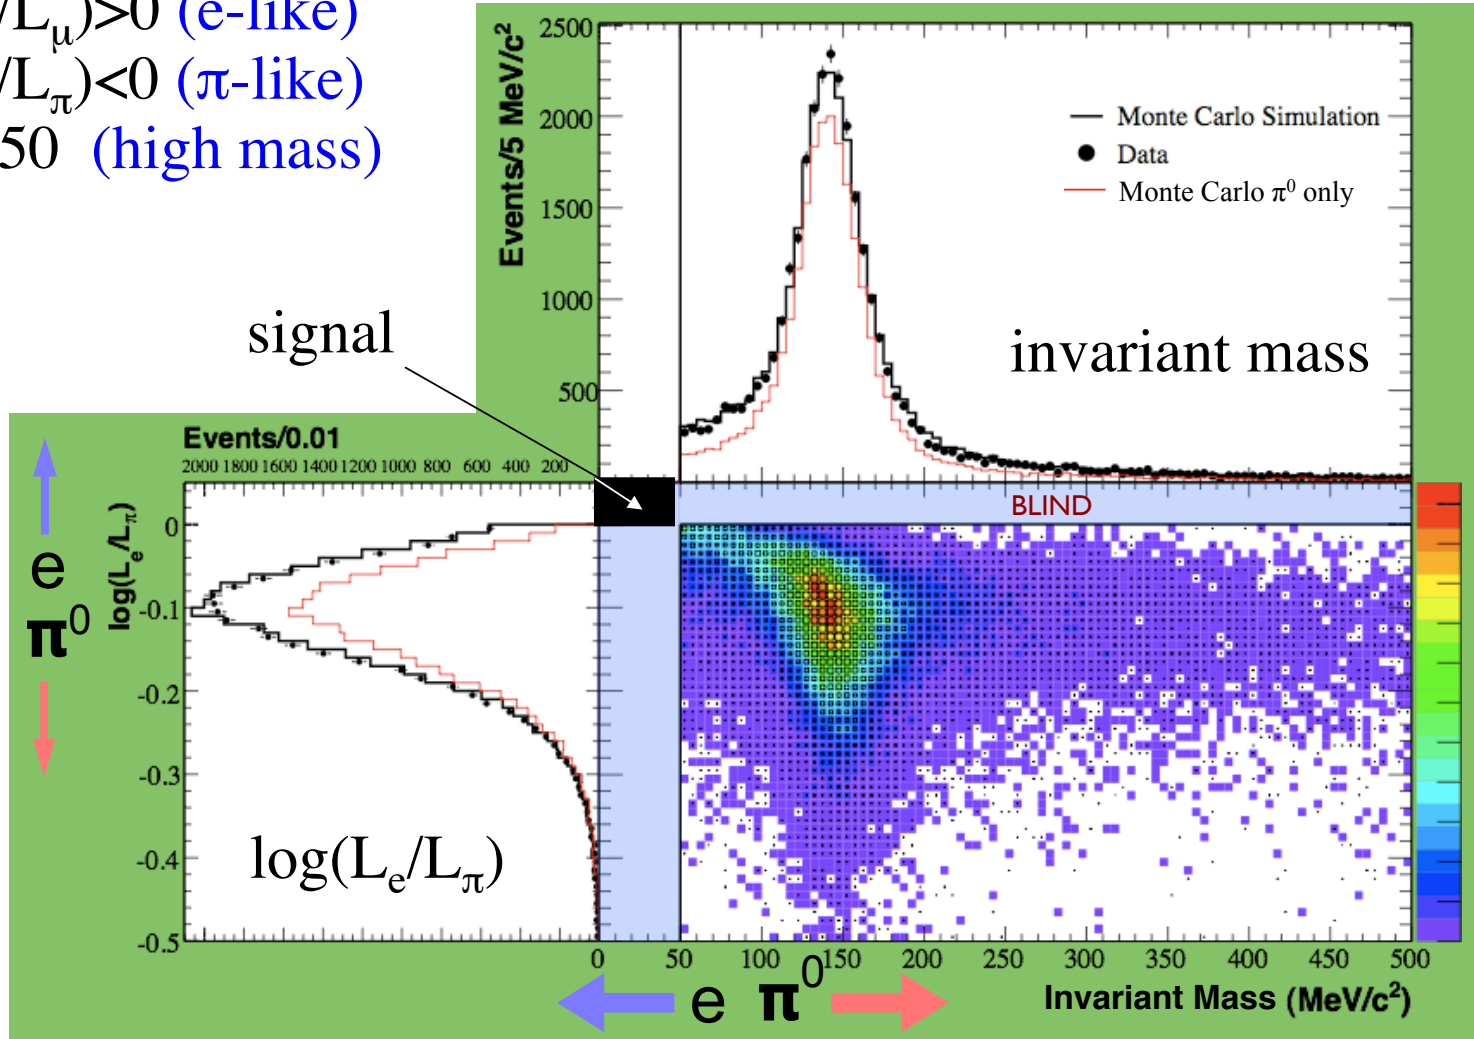 /Lμ)>0 (e-like)
/Lπ)<0 (π-like)
50 (high mass)
signal
Events/5 MeV/c²
2500
2000
1500
1000
500
Monte Carlo Simulation
Data
Monte Carlo π⁰ only
invariant mass
Events/0.01
2000 1800 1600 1400 1200 1000 800 600 400 200
BLIND
e
π⁰
log(Le/Lπ)
0
-0.1
-0.2
-0.3
-0.4
-0.5
log(Le/Lπ)
0 50 100 150 200 250 300 350 400 450 500
e π⁰
Invariant Mass (MeV/c²)